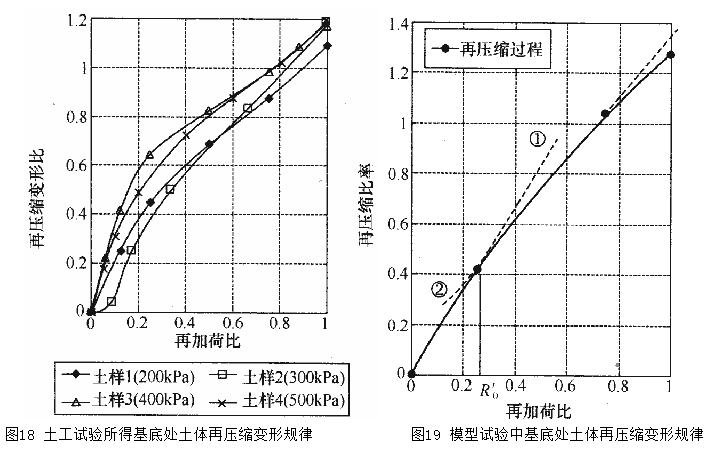 1.2
1.0
0.8
0.6
0.4
0.2
0
再压缩变形比
0.2 0.4 0.6 0.8 1
再加荷比
土样1(200kPa) 土样2(300kPa)
土样3(400kPa) 土样4(500kPa)
图18 土工试验所得基底处土体再压缩变形规律
1.4
1.2
1
0.8
0.6
0.4
0.2
0
再压缩比率
再压缩过程
①
②
0 0.2 0.4 0.6 0.8 1
R′₀
再加荷比
图19 模型试验中基底处土体再压缩变形规律